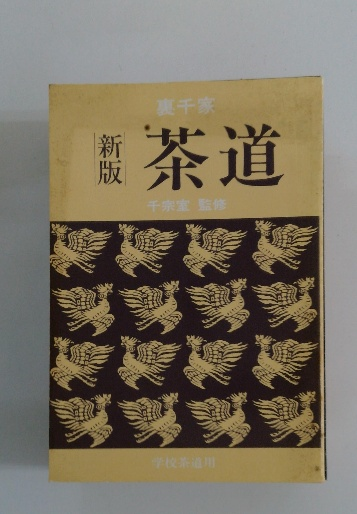 裏千家
新版
茶道
千宗室 監修
学校茶道用